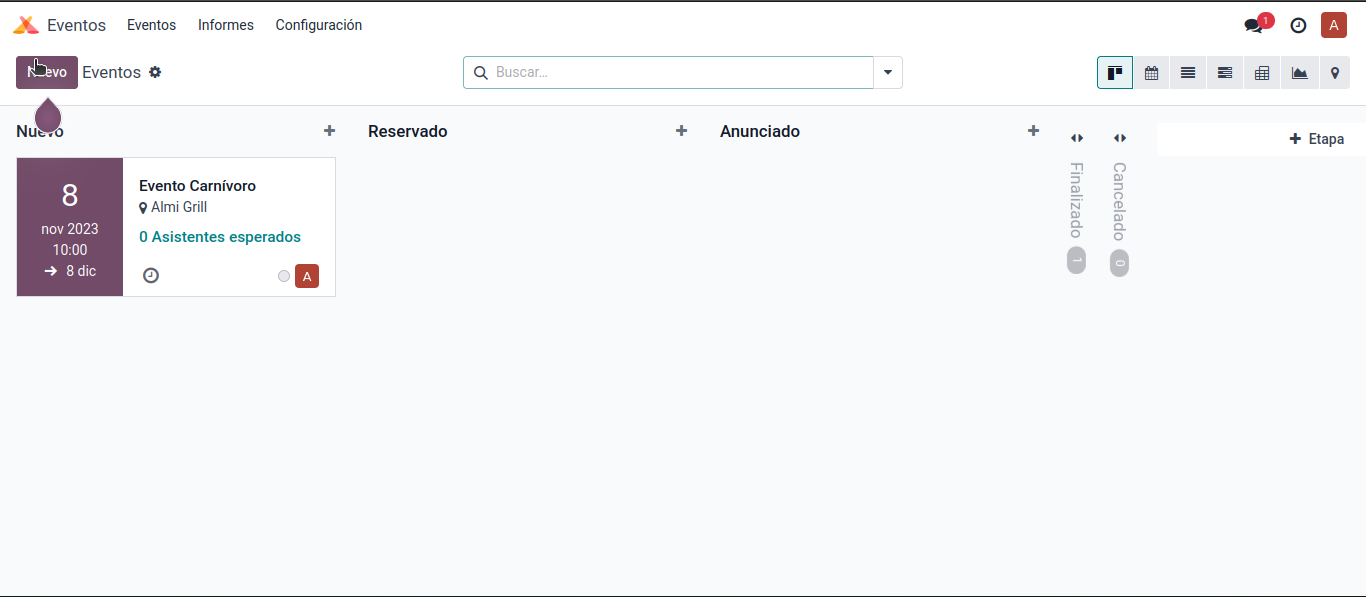 Eventos Eventos Informes Configuración 1 A
Nuevo Eventos Buscar...
Nuevo Reservado Anunciado Finalizado 1 Cancelado 0 Etapa
8
nov 2023
10:00
8 dic
Evento Carnívoro
Almi Grill
0 Asistentes esperados
A